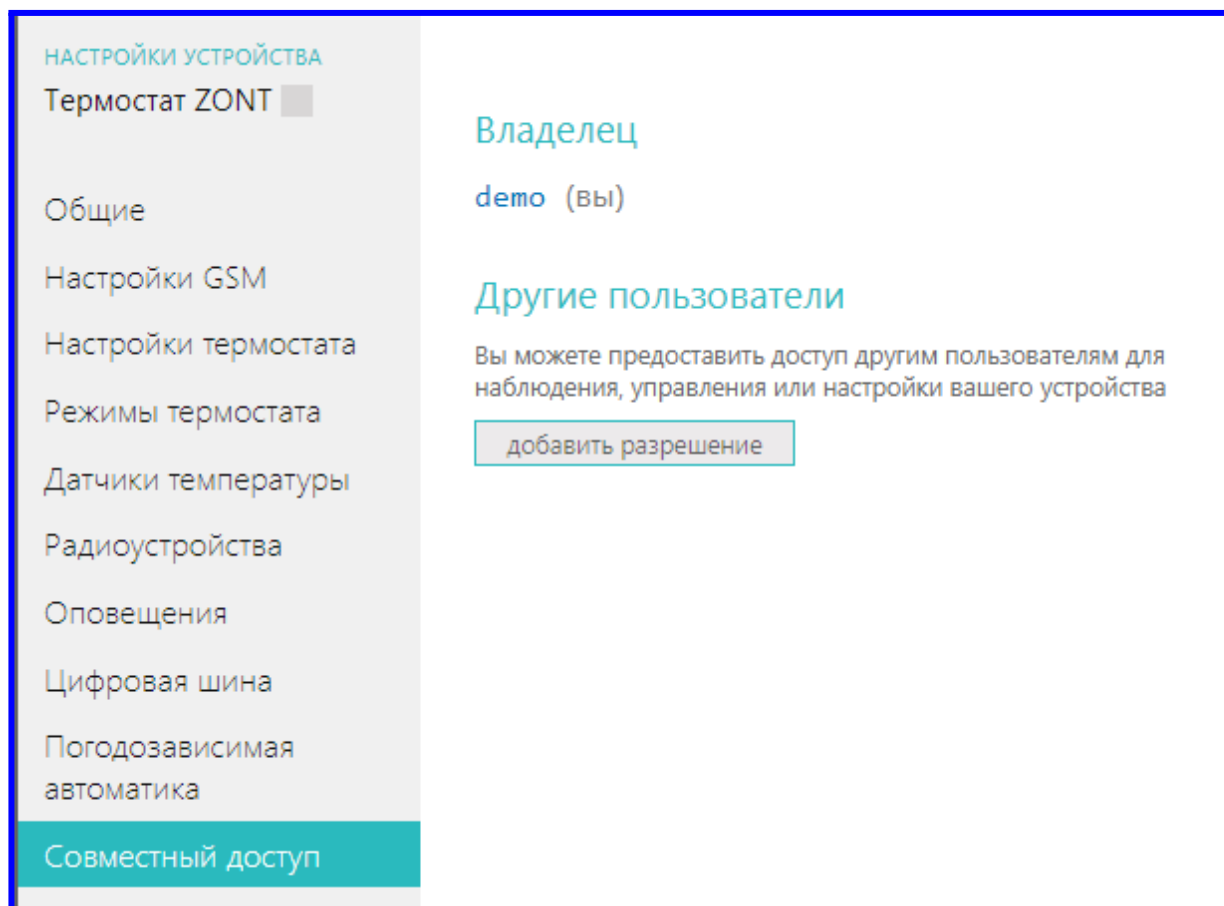 НАСТРОЙКИ УСТРОЙСТВА
Термостат ZONT
Общие
Настройки GSM
Настройки термостата
Режимы термостата
Датчики температуры
Радиоустройства
Оповещения
Цифровая шина
Погодозависимая
автоматика
Совместный доступ
Владелец
demo (вы)
Другие пользователи
Вы можете предоставить доступ другим пользователям для
наблюдения, управления или настройки вашего устройства
добавить разрешение